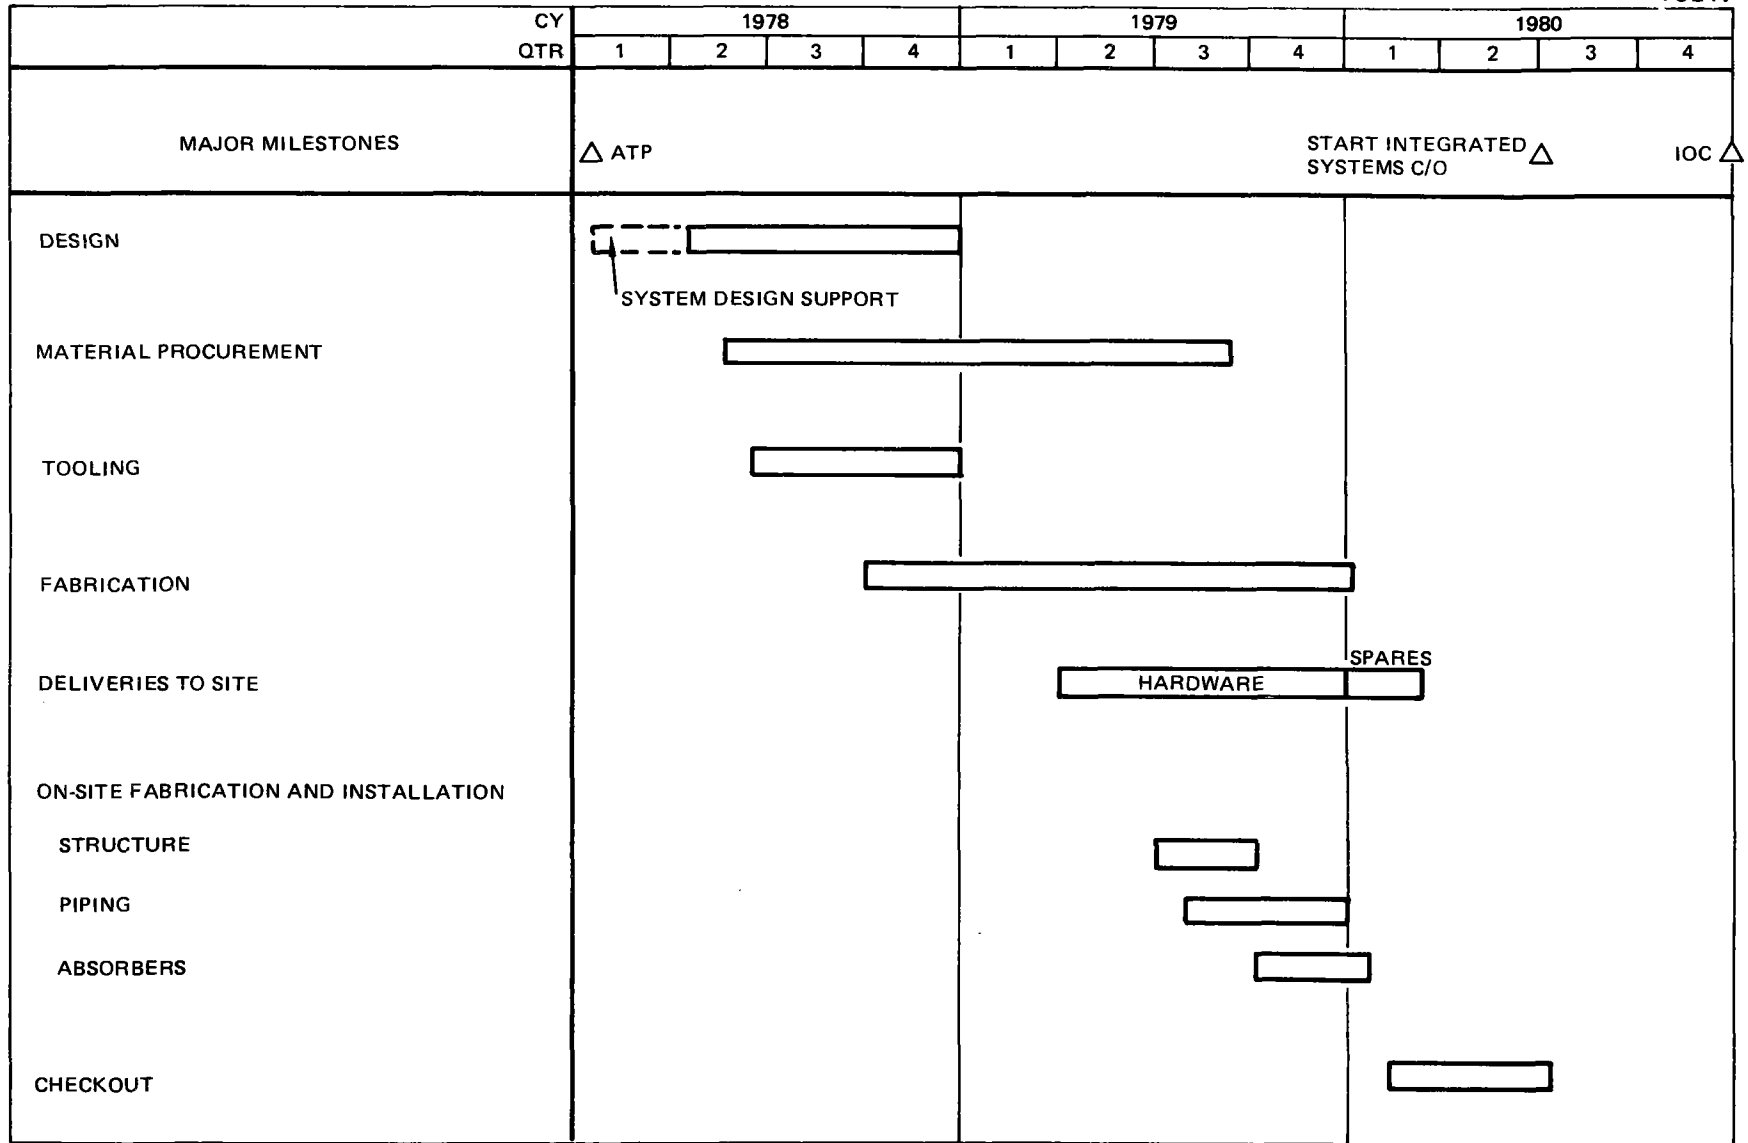 CY 1978 1979 1980
QTR 1 2 3 4 1 2 3 4 1 2 3 4
MAJOR MILESTONES
ATP
START INTEGRATED
SYSTEMS C/O
IOC
DESIGN
SYSTEM DESIGN SUPPORT
MATERIAL PROCUREMENT
TOOLING
FABRICATION
SPARES
DELIVERIES TO SITE HARDWARE
ON-SITE FABRICATION AND INSTALLATION
STRUCTURE
PIPING
ABSORBERS
CHECKOUT